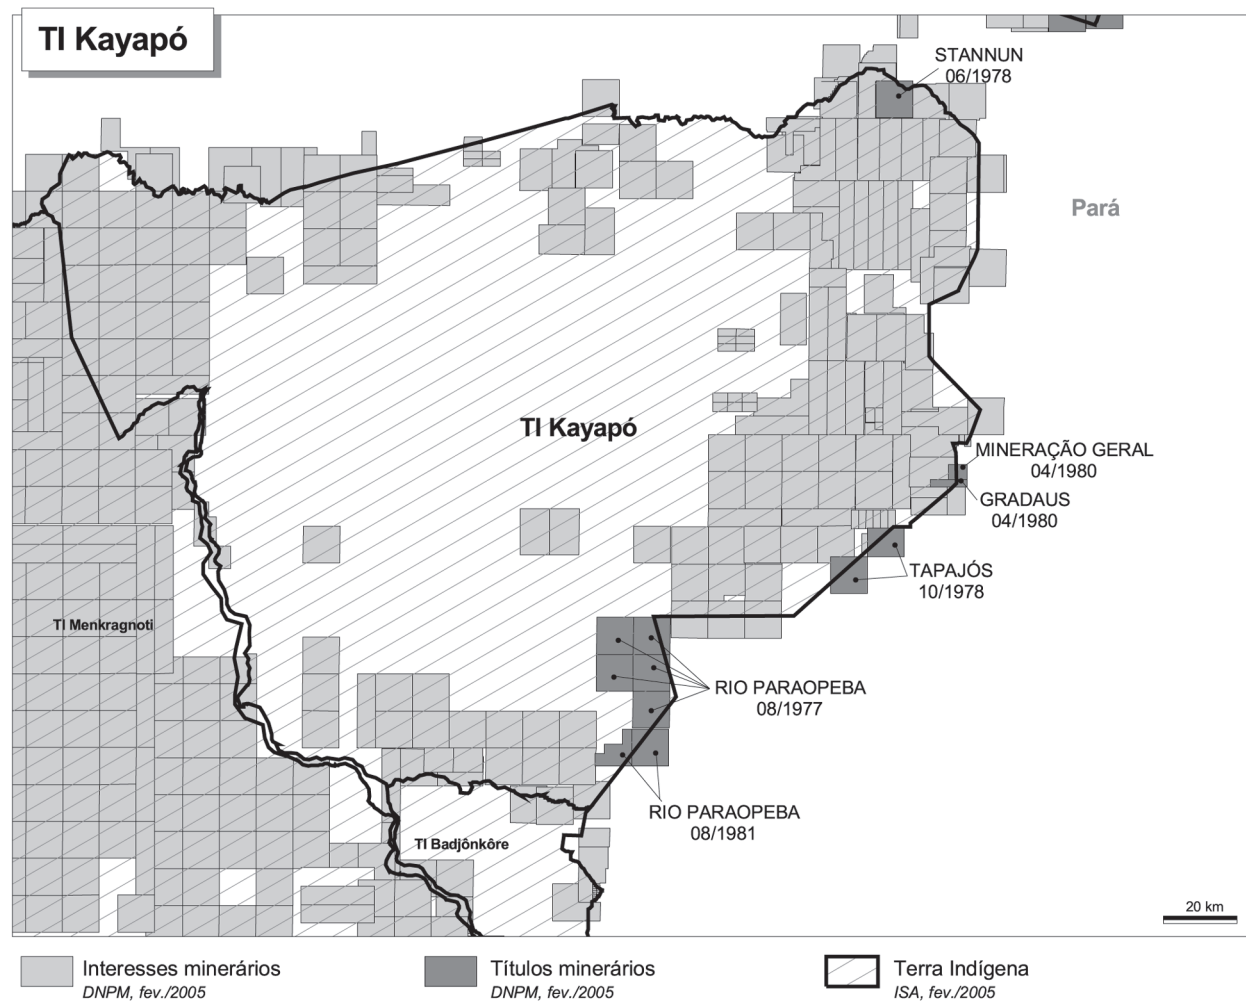 TI Kayapó
STANNUN
06/1978
Pará
TI Kayapó
MINERAÇÃO GERAL
04/1980
GRADAUS
04/1980
TAPAJÓS
10/1978
TI Menkragnoti
RIO PARAOPEBA
08/1977
RIO PARAOPEBA
08/1981
TI Badjônkôre
20 km
Interesses minerários
DNPM, fev./2005
Títulos minerários
DNPM, fev./2005
Terra Indígena
ISA, fev./2005